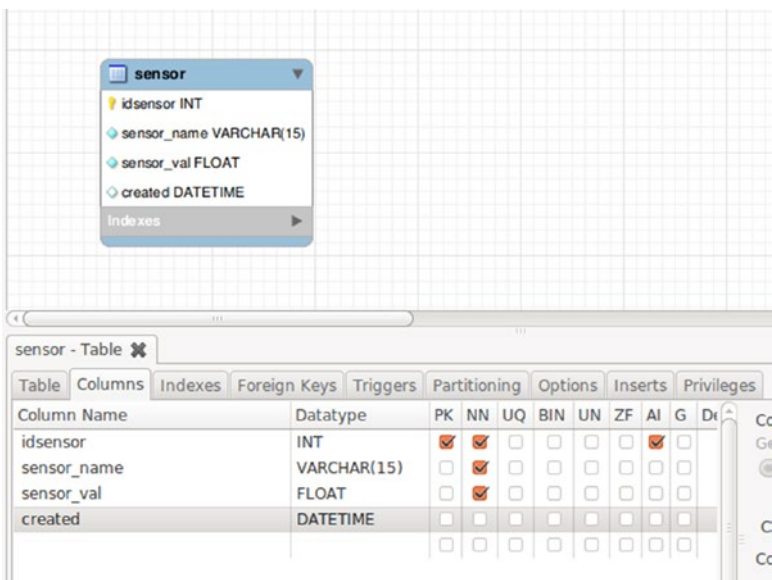 sensor
idsensor INT
sensor_name VARCHAR(15)
sensor_val FLOAT
created DATETIME
Indexes
sensor - Table
Table Columns Indexes Foreign Keys Triggers Partitioning Options Inserts Privileges
Column Name Datatype PK NN UQ BIN UN ZF AI G
idsensor INT
sensor_name VARCHAR(15)
sensor_val FLOAT
created DATETIME